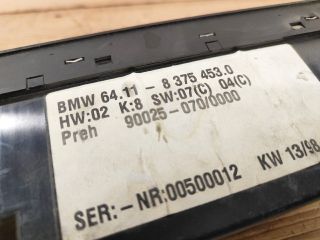 BMW 64.11 - 8 375 453.0
HW:02 K:8 SW:07(C) 04(C)
Preh 90025-070/0000
SER:-NR:00500012 KW 13/98